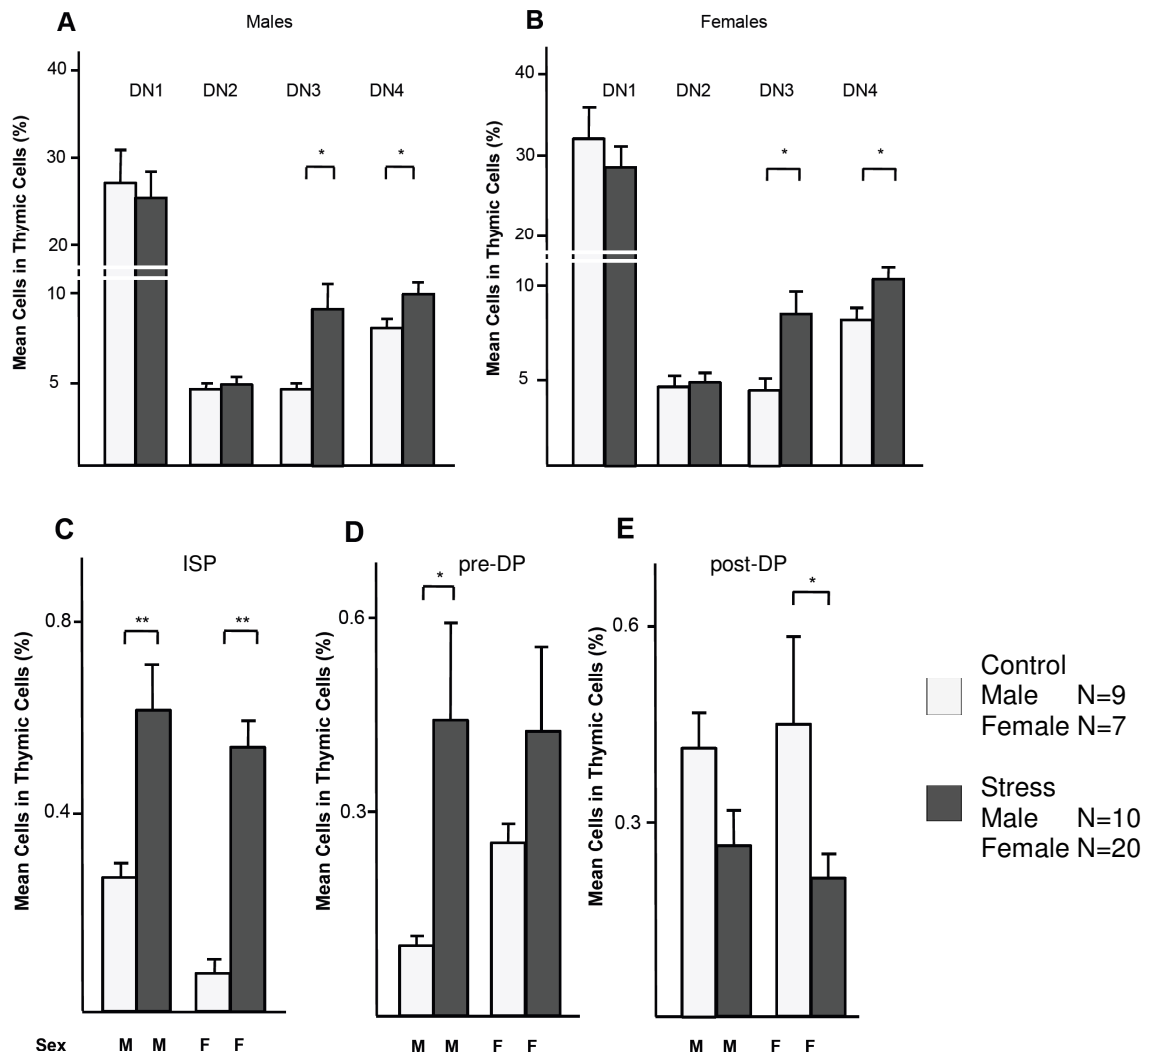 A
Males
Mean Cells in Thymic Cells (%)
40
30
20
10
5
DN1 DN2 DN3 DN4
* *
B
Females
Mean Cells in Thymic Cells (%)
40
30
20
10
5
DN1 DN2 DN3 DN4
* *
C
ISP
Mean Cells in Thymic Cells (%)
0.8
0.4
** **
Sex M M F F
D
pre-DP
Mean Cells in Thymic Cells (%)
0.6
0.3
*
M M F F
E
post-DP
Mean Cells in Thymic Cells (%)
0.6
0.3
*
M M F F
Control
Male N=9
Female N=7
Stress
Male N=10
Female N=20